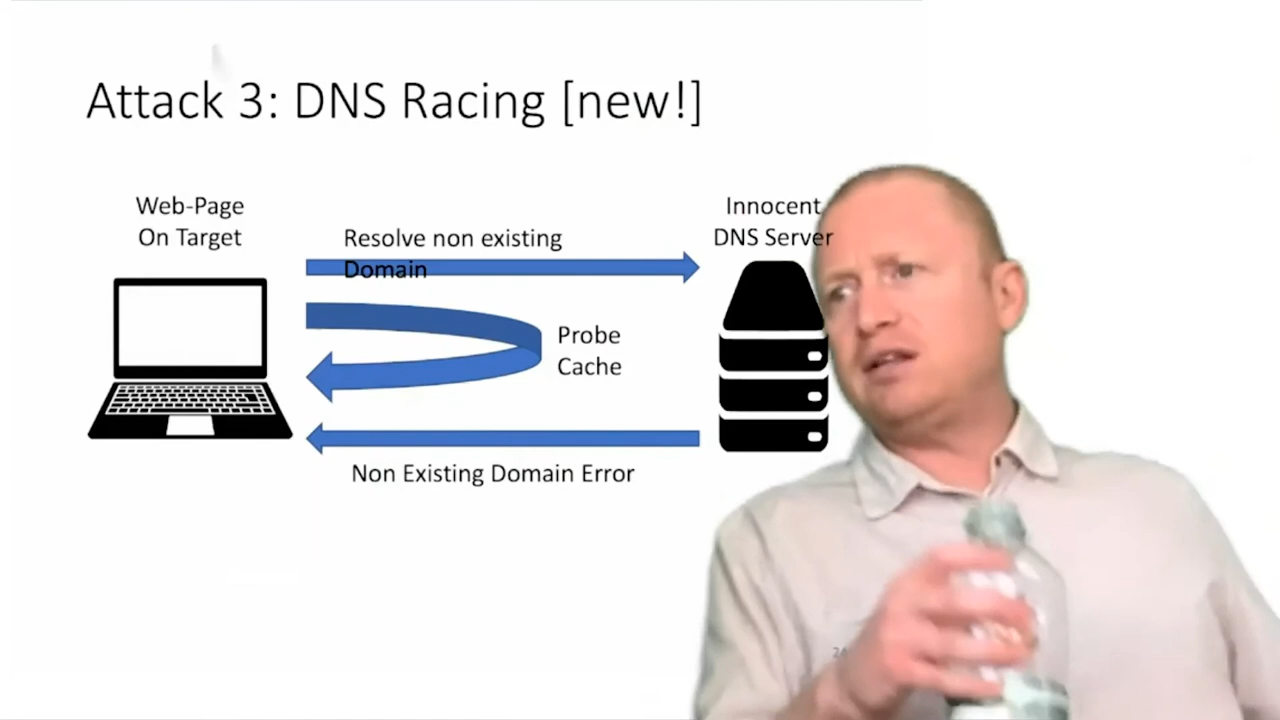 Attack 3: DNS Racing [new!]
Web-Page
On Target
Resolve non existing
Domain
Innocent
DNS Server
Probe
Cache
Non Existing Domain Error